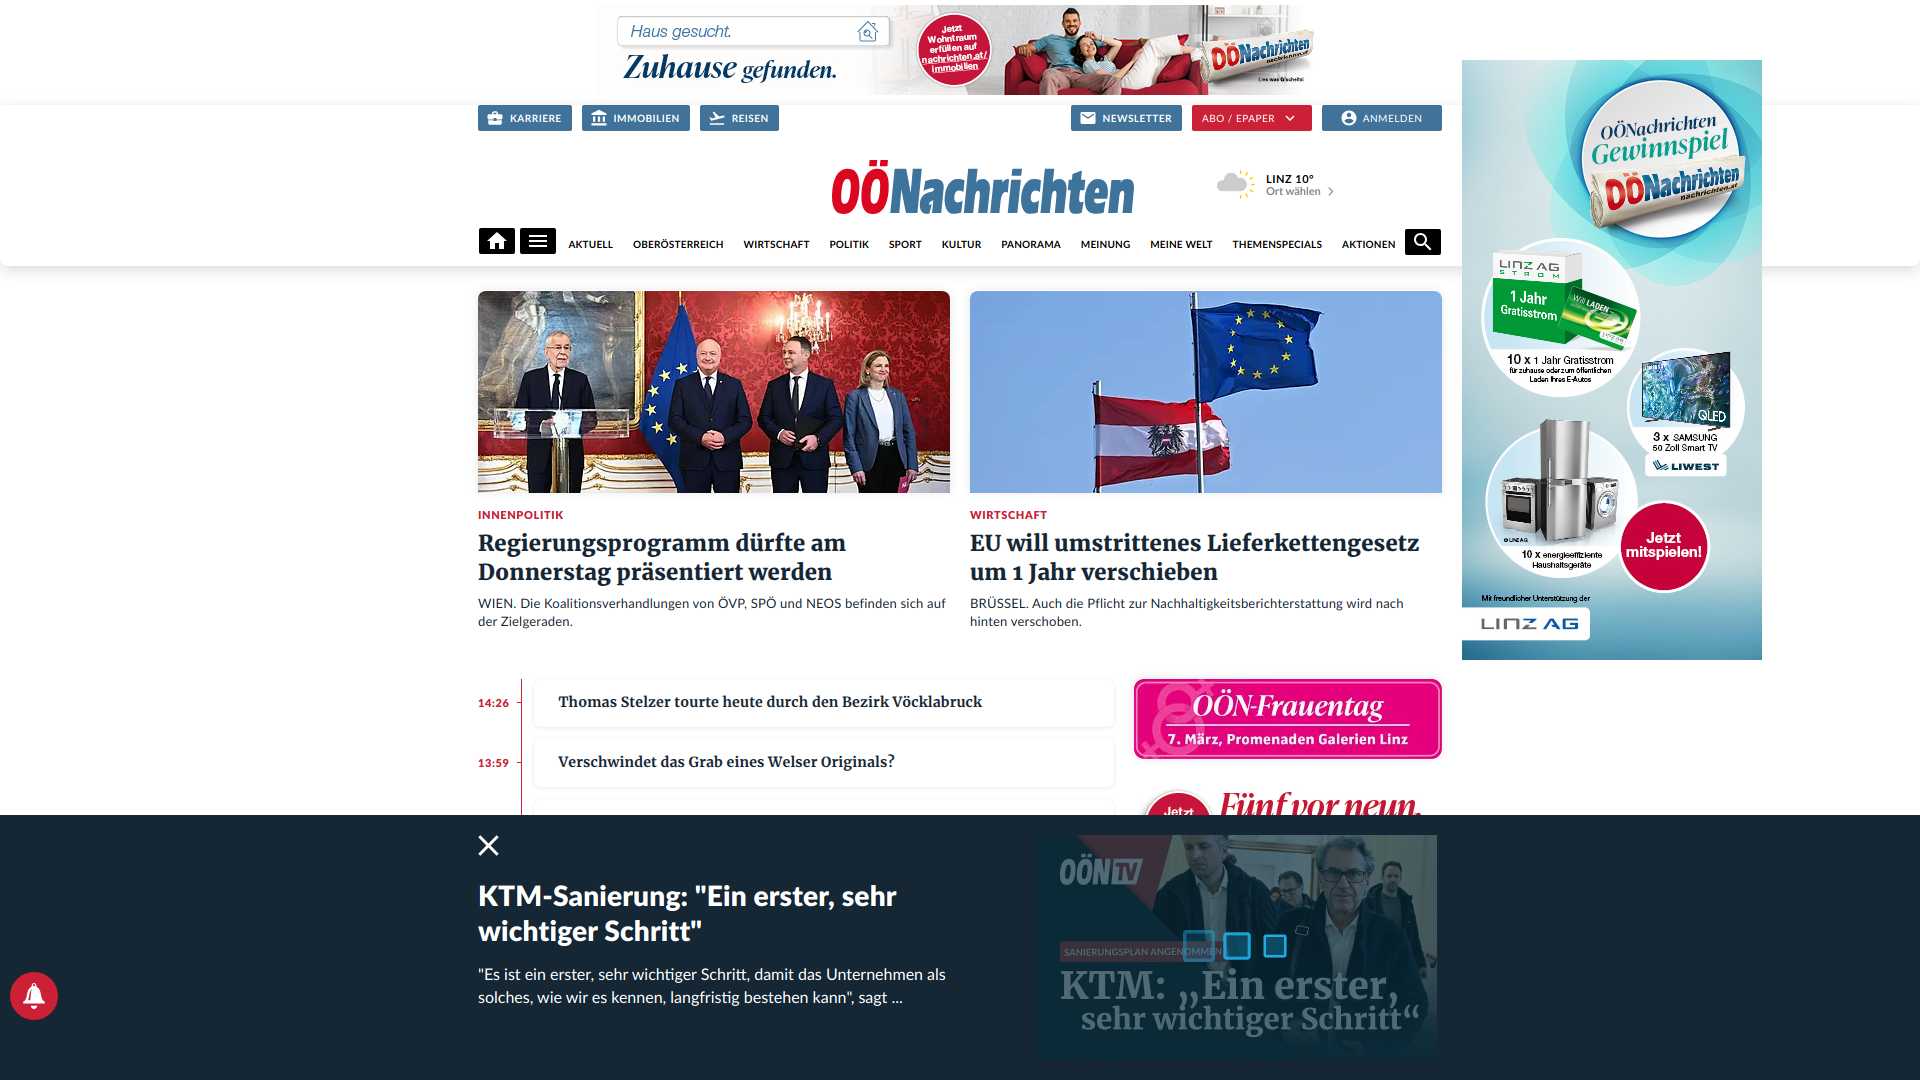 Haus gesucht.
Zuhause gefunden.
Jetzt
Wohntraum
erfüllen auf
nachrichten.at/
immobilien
OÖNachrichten
Lies was G'scheits!
KARRIERE
IMMOBILIEN
REISEN
NEWSLETTER
ABO / EPAPER
ANMELDEN
OÖNachrichten
LINZ 10°
Ort wählen
AKTUELL
OBERÖSTERREICH
WIRTSCHAFT
POLITIK
SPORT
KULTUR
PANORAMA
MEINUNG
MEINE WELT
THEMENSPECIALS
AKTIONEN
INNENPOLITIK
Regierungsprogramm dürfte am
Donnerstag präsentiert werden
WIEN. Die Koalitionsverhandlungen von ÖVP, SPÖ und NEOS befinden sich auf
der Zielgeraden.
WIRTSCHAFT
EU will umstrittenes Lieferkettengesetz
um 1 Jahr verschieben
BRÜSSEL. Auch die Pflicht zur Nachhaltigkeitsberichterstattung wird nach
hinten verschoben.
14:26
Thomas Stelzer tourte heute durch den Bezirk Vöcklabruck
13:59
Verschwindet das Grab eines Welser Originals?
OÖN-Frauentag
7. März, Promenaden Galerien Linz
Jetzt
Fünf vor neun.
OÖNachrichten
Gewinnspiel
OÖNachrichten
nachrichten.at
LINZ AG
STROM
1 Jahr
Gratisstrom
Will LADEN
10 x 1 Jahr Gratisstrom
für zuhause oder zum öffentlichen
Laden Ihres E-Autos
QLED
3 x SAMSUNG
50 Zoll Smart TV
LIWEST
© LINZ AG
10 x energieeffiziente
Haushaltsgeräte
Jetzt
mitspielen!
Mit freundlicher Unterstützung der
LINZ AG
KTM-Sanierung: "Ein erster, sehr
wichtiger Schritt"
"Es ist ein erster, sehr wichtiger Schritt, damit das Unternehmen als
solches, wie wir es kennen, langfristig bestehen kann", sagt ...
OÖN TV
SANIERUNGSPLAN ANGENOMMEN
KTM: „Ein erster,
sehr wichtiger Schritt“